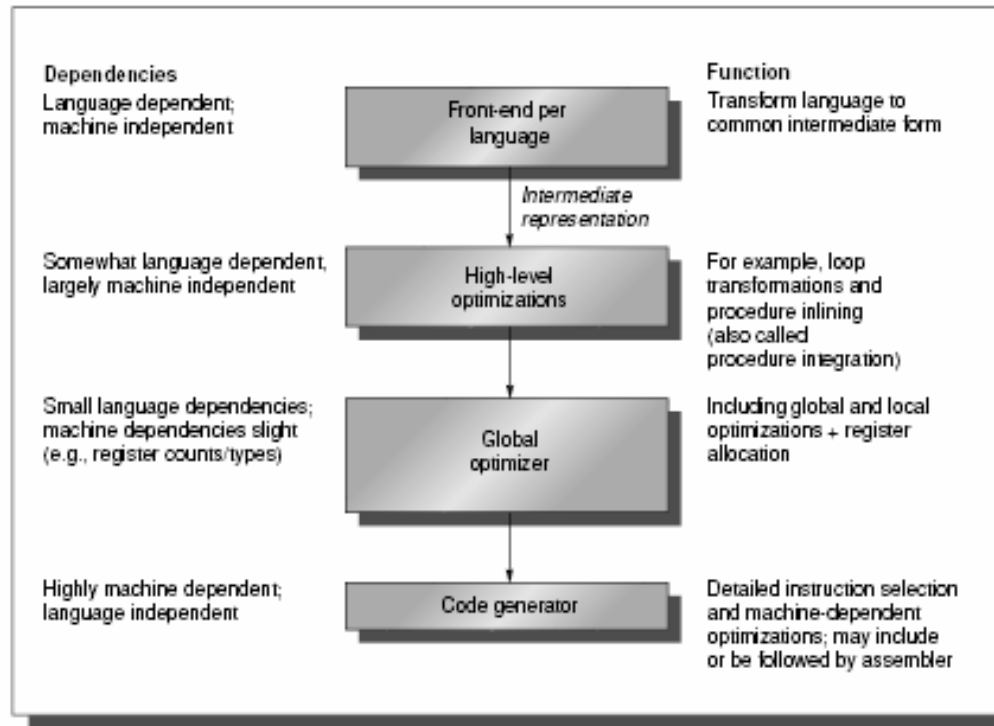 Dependencies
Language dependent;
machine independent
Front-end per
language
Function
Transform language to
common intermediate form
Intermediate
representation
Somewhat language dependent,
largely machine independent
High-level
optimizations
For example, loop
transformations and
procedure inlining
(also called
procedure integration)
Small language dependencies;
machine dependencies slight
(e.g., register counts/types)
Global
optimizer
Including global and local
optimizations + register
allocation
Highly machine dependent;
language independent
Code generator
Detailed instruction selection
and machine-dependent
optimizations; may include
or be followed by assembler